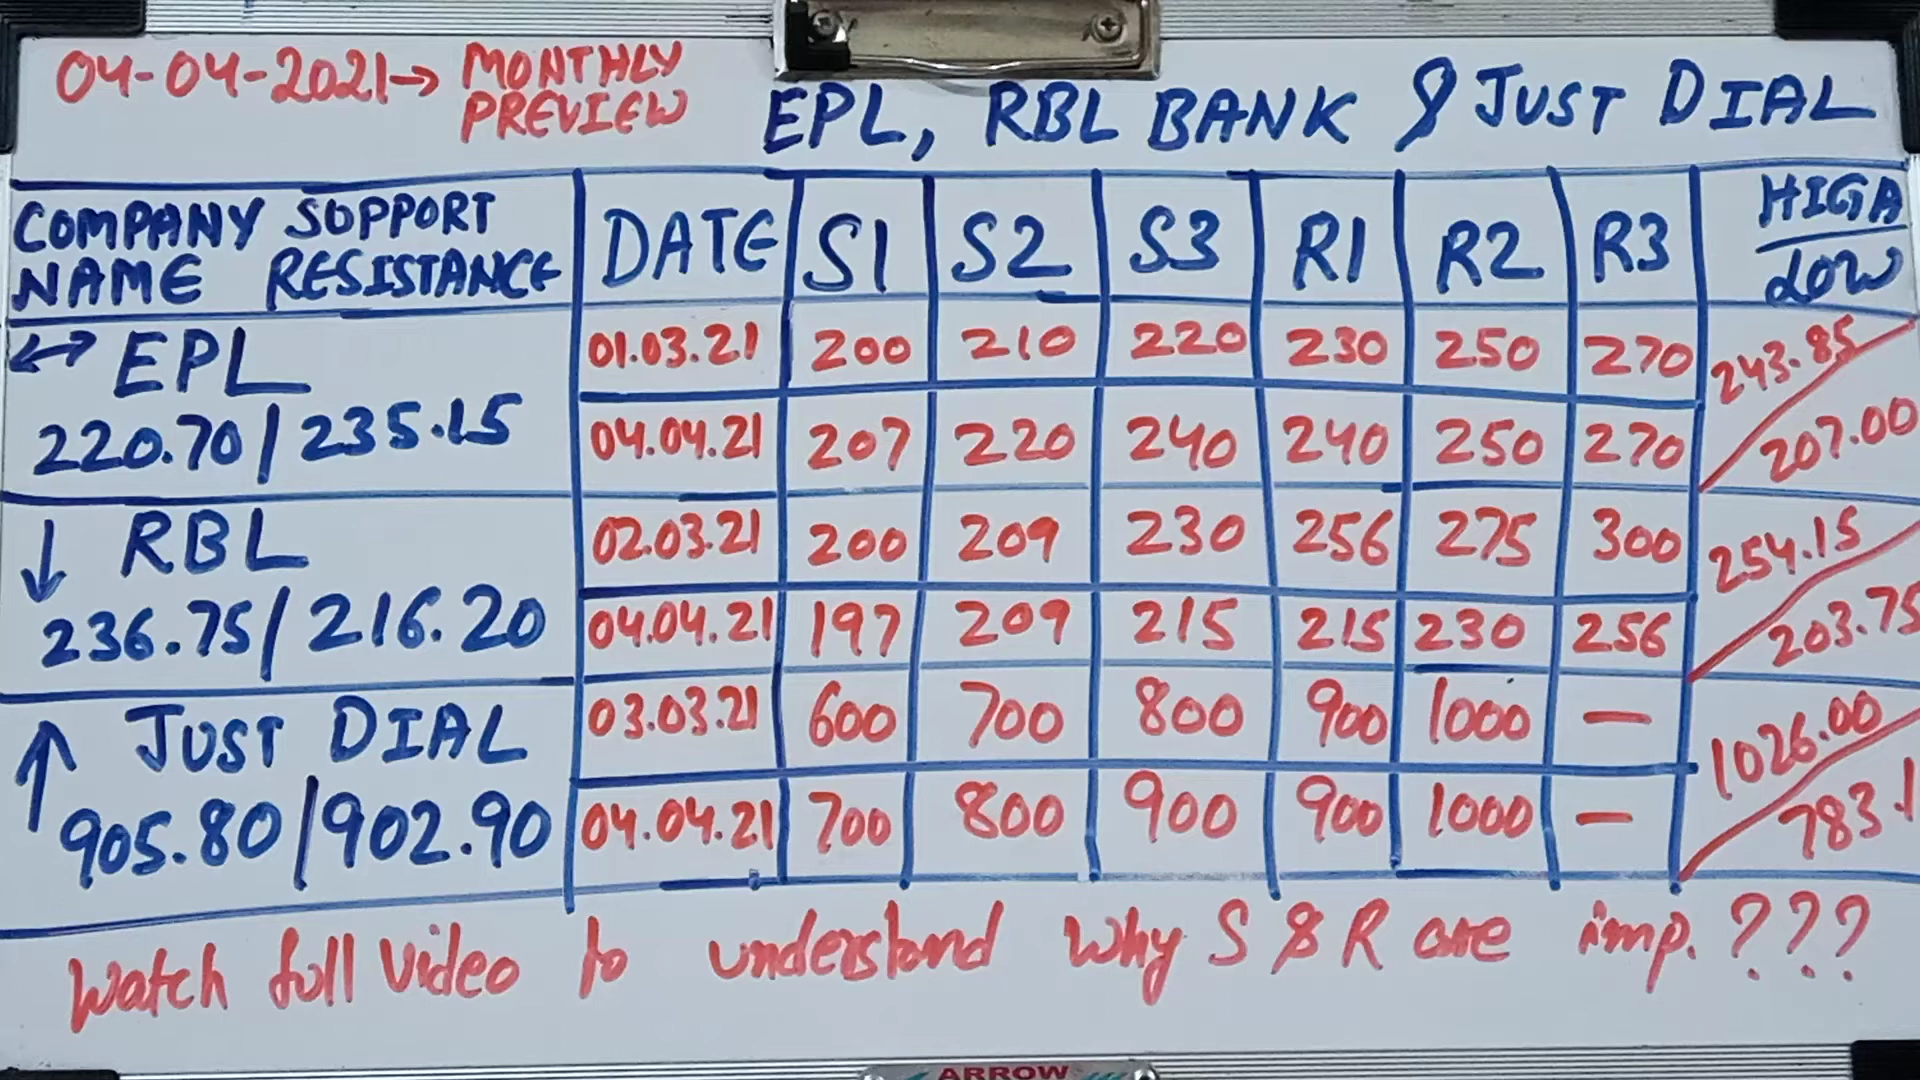 04-04-2021→ MONTHLY PREVIEW
EPL, RBL BANK & JUST DIAL
COMPANY NAME SUPPORT RESISTANCE DATE S1 S2 S3 R1 R2 R3 HIGH/LOW
↔ EPL 01.03.21 200 210 220 230 250 270 243.85
220.70/235.15 04.04.21 207 220 240 240 250 270 207.00
↓ RBL 02.03.21 200 209 230 256 275 300 254.15
236.75/216.20 04.04.21 197 209 215 215 230 256 203.75
↑ JUST DIAL 03.03.21 600 700 800 900 1000 — 1026.00
905.80/902.90 04.04.21 700 800 900 900 1000 — 783.1
Watch full video to understand why S & R are imp. ???
ARROW